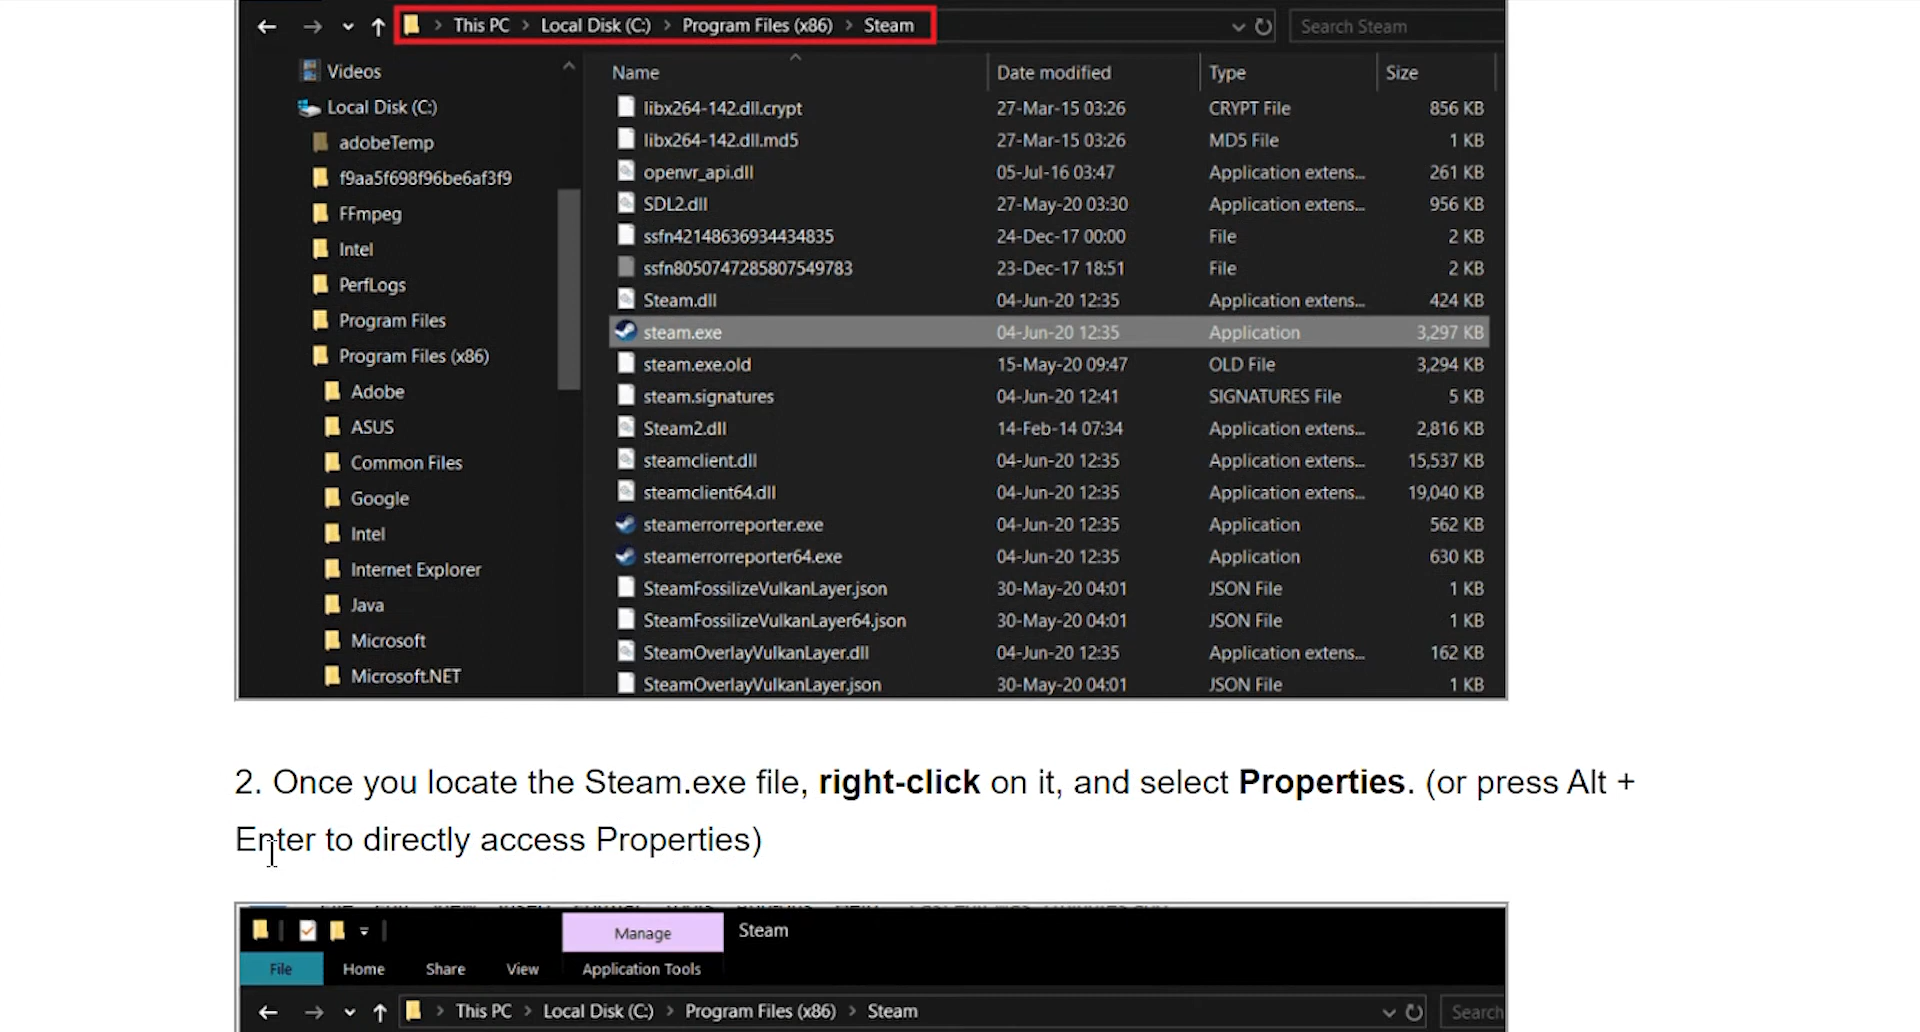 This PC > Local Disk (C:) > Program Files (x86) > Steam
Search Steam
Videos
Local Disk (C:)
adobeTemp
f9aa5f698f96be6af3f9
FFmpeg
Intel
PerfLogs
Program Files
Program Files (x86)
Adobe
ASUS
Common Files
Google
Intel
Internet Explorer
Java
Microsoft
Microsoft.NET
Name Date modified Type Size
libx264-142.dll.crypt 27-Mar-15 03:26 CRYPT File 856 KB
libx264-142.dll.md5 27-Mar-15 03:26 MD5 File 1 KB
openvr_api.dll 05-Jul-16 03:47 Application extens... 261 KB
SDL2.dll 27-May-20 03:30 Application extens... 956 KB
ssfn42148636934434835 24-Dec-17 00:00 File 2 KB
ssfn8050747285807549783 23-Dec-17 18:51 File 2 KB
Steam.dll 04-Jun-20 12:35 Application extens... 424 KB
steam.exe 04-Jun-20 12:35 Application 3,297 KB
steam.exe.old 15-May-20 09:47 OLD File 3,294 KB
steam.signatures 04-Jun-20 12:41 SIGNATURES File 5 KB
Steam2.dll 14-Feb-14 07:34 Application extens... 2,816 KB
steamclient.dll 04-Jun-20 12:35 Application extens... 15,537 KB
steamclient64.dll 04-Jun-20 12:35 Application extens... 19,040 KB
steamerrorreporter.exe 04-Jun-20 12:35 Application 562 KB
steamerrorreporter64.exe 04-Jun-20 12:35 Application 630 KB
SteamFossilizeVulkanLayer.json 30-May-20 04:01 JSON File 1 KB
SteamFossilizeVulkanLayer64.json 30-May-20 04:01 JSON File 1 KB
SteamOverlayVulkanLayer.dll 04-Jun-20 12:35 Application extens... 162 KB
SteamOverlayVulkanLayer.json 30-May-20 04:01 JSON File 1 KB
2. Once you locate the Steam.exe file, right-click on it, and select Properties. (or press Alt +
Enter to directly access Properties)
Manage Steam
File Home Share View Application Tools
This PC > Local Disk (C:) > Program Files (x86) > Steam
Search